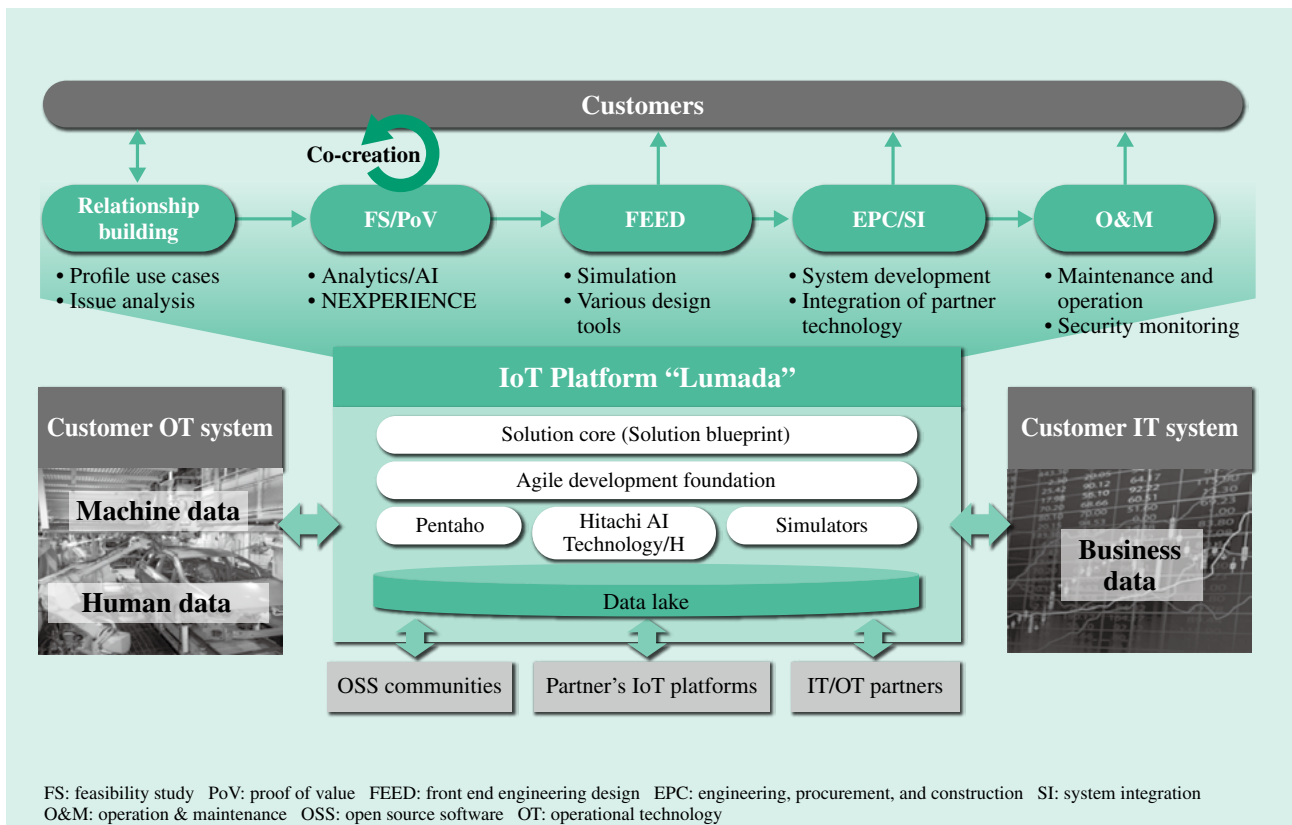 Customers
Co-creation
Relationship
building
FS/PoV
FEED
EPC/SI
O&M
• Profile use cases
• Issue analysis
• Analytics/AI
• NEXPERIENCE
• Simulation
• Various design
tools
• System development
• Integration of partner
technology
• Maintenance and
operation
• Security monitoring
IoT Platform “Lumada”
Customer OT system
Machine data
Human data
Solution core (Solution blueprint)
Agile development foundation
Pentaho
Hitachi AI
Technology/H
Simulators
Data lake
Customer IT system
Business
data
OSS communities
Partner’s IoT platforms
IT/OT partners
FS: feasibility study PoV: proof of value FEED: front end engineering design EPC: engineering, procurement, and construction SI: system integration
O&M: operation & maintenance OSS: open source software OT: operational technology